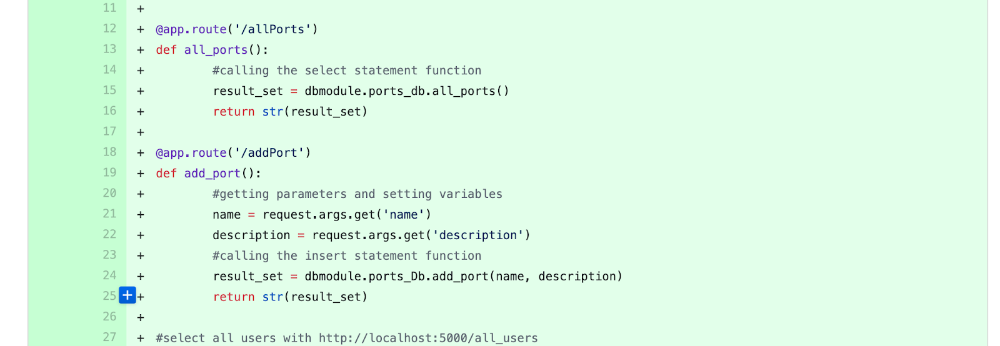 11 +
12 + @app.route('/allPorts')
13 + def all_ports():
14 +         #calling the select statement function
15 +         result_set = dbmodule.ports_db.all_ports()
16 +         return str(result_set)
17 +
18 + @app.route('/addPort')
19 + def add_port():
20 +         #getting parameters and setting variables
21 +         name = request.args.get('name')
22 +         description = request.args.get('description')
23 +         #calling the insert statement function
24 +         result_set = dbmodule.ports_Db.add_port(name, description)
25 + +         return str(result_set)
26 +
27 + #select all users with http://localhost:5000/all_users